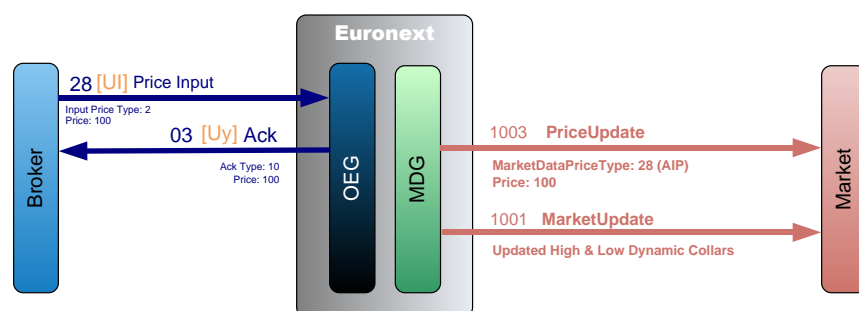 Euronext
28 [UI] Price Input
Input Price Type: 2
Price: 100
03 [Uy] Ack
Ack Type: 10
Price: 100
Broker
OEG
MDG
1003 PriceUpdate
MarketDataPriceType: 28 (AIP)
Price: 100
1001 MarketUpdate
Updated High & Low Dynamic Collars
Market